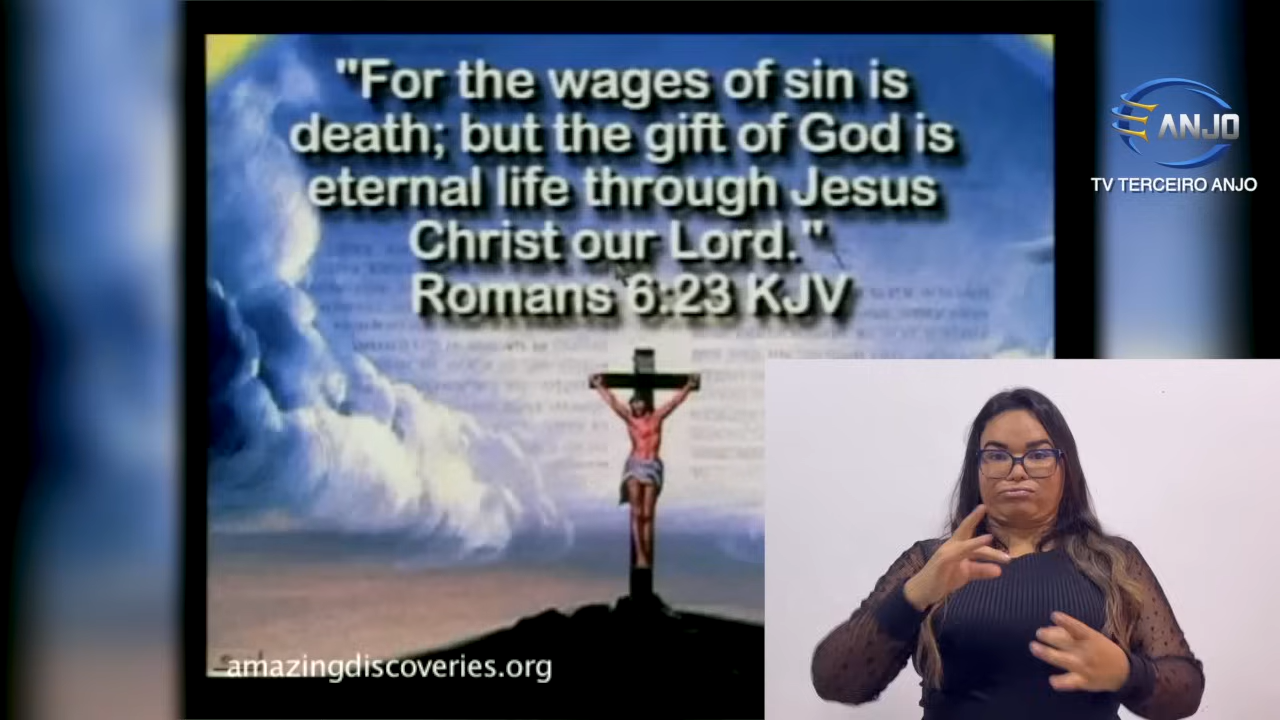 "For the wages of sin is
death; but the gift of God is
eternal life through Jesus
Christ our Lord."
Romans 6:23 KJV
amazingdiscoveries.org
ANJO
TV TERCEIRO ANJO